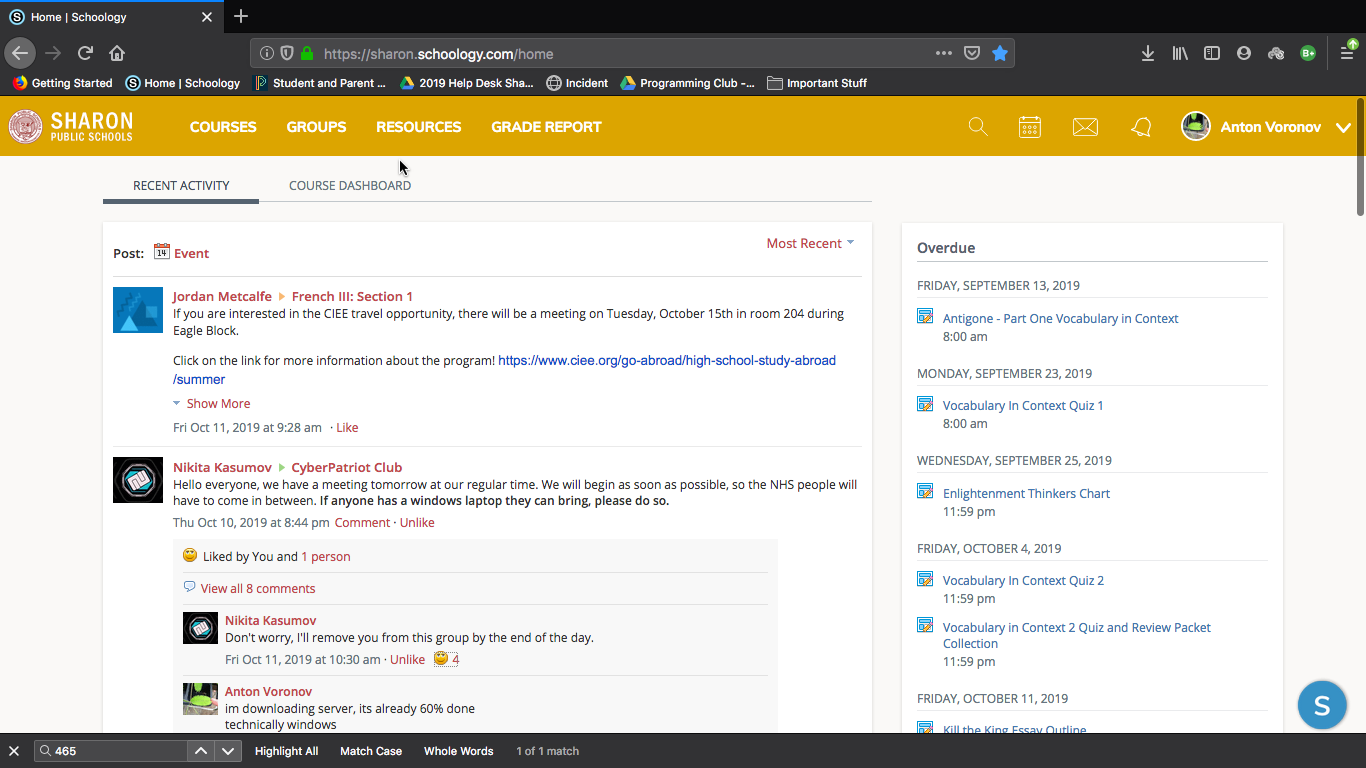 Home | Schoology
https://sharon.schoology.com/home
Getting Started
Home | Schoology
Student and Parent ...
2019 Help Desk Sha...
Incident
Programming Club -...
Important Stuff
SHARON
PUBLIC SCHOOLS
COURSES
GROUPS
RESOURCES
GRADE REPORT
Anton Voronov
RECENT ACTIVITY
COURSE DASHBOARD
Post:
14
Event
Most Recent
Jordan Metcalfe
French III: Section 1
If you are interested in the CIEE travel opportunity, there will be a meeting on Tuesday, October 15th in room 204 during
Eagle Block.
Click on the link for more information about the program! https://www.ciee.org/go-abroad/high-school-study-abroad
/summer
Show More
Fri Oct 11, 2019 at 9:28 am · Like
Nikita Kasumov
CyberPatriot Club
Hello everyone, we have a meeting tomorrow at our regular time. We will begin as soon as possible, so the NHS people will
have to come in between. If anyone has a windows laptop they can bring, please do so.
Thu Oct 10, 2019 at 8:44 pm Comment · Unlike
Liked by You and 1 person
View all 8 comments
Nikita Kasumov
Don't worry, I'll remove you from this group by the end of the day.
Fri Oct 11, 2019 at 10:30 am · Unlike 4
Anton Voronov
im downloading server, its already 60% done
technically windows
Overdue
FRIDAY, SEPTEMBER 13, 2019
Antigone - Part One Vocabulary in Context
8:00 am
MONDAY, SEPTEMBER 23, 2019
Vocabulary In Context Quiz 1
8:00 am
WEDNESDAY, SEPTEMBER 25, 2019
Enlightenment Thinkers Chart
11:59 pm
FRIDAY, OCTOBER 4, 2019
Vocabulary In Context Quiz 2
11:59 pm
Vocabulary in Context 2 Quiz and Review Packet
Collection
11:59 pm
FRIDAY, OCTOBER 11, 2019
Kill the King Essay Outline
S
465
Highlight All
Match Case
Whole Words
1 of 1 match